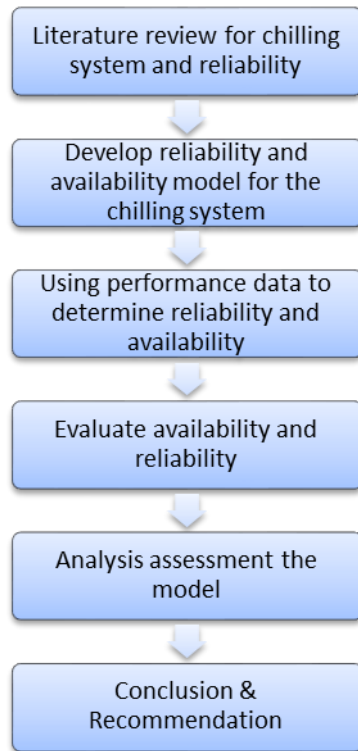 Literature review for chilling
system and reliability
Develop reliability and
availability model for the
chilling system
Using performance data to
determine reliability and
availability
Evaluate availability and
reliability
Analysis assessment the
model
Conclusion &
Recommendation